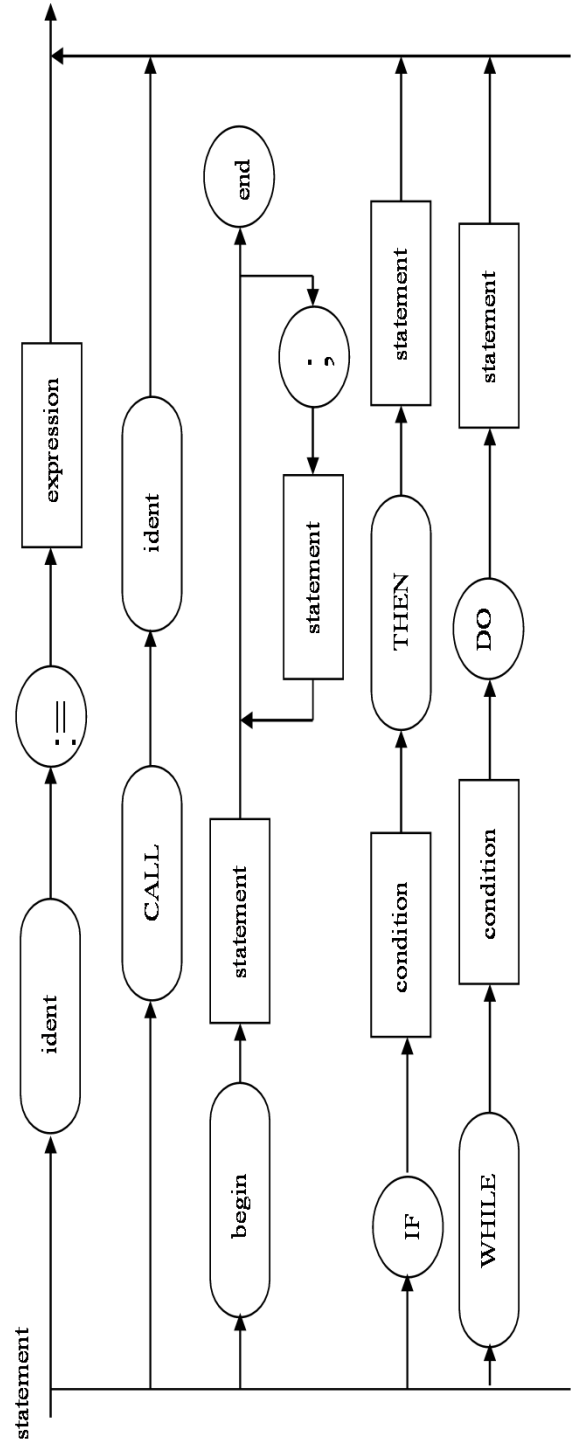 statement
ident
:=
expression
CALL
ident
begin
statement
end
;
statement
IF
condition
THEN
statement
WHILE
condition
DO
statement